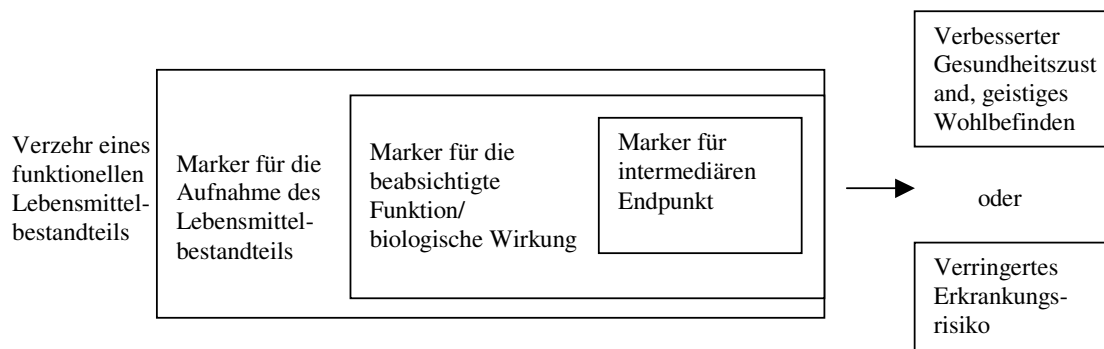 Verzehr eines
funktionellen
Lebensmittel-
bestandteils
Marker für die
Aufnahme des
Lebensmittel-
bestandteils
Marker für die
beabsichtigte
Funktion/
biologische Wirkung
Marker für
intermediären
Endpunkt
Verbesserter
Gesundheitszust
and, geistiges
Wohlbefinden
oder
Verringertes
Erkrankungs-
risiko